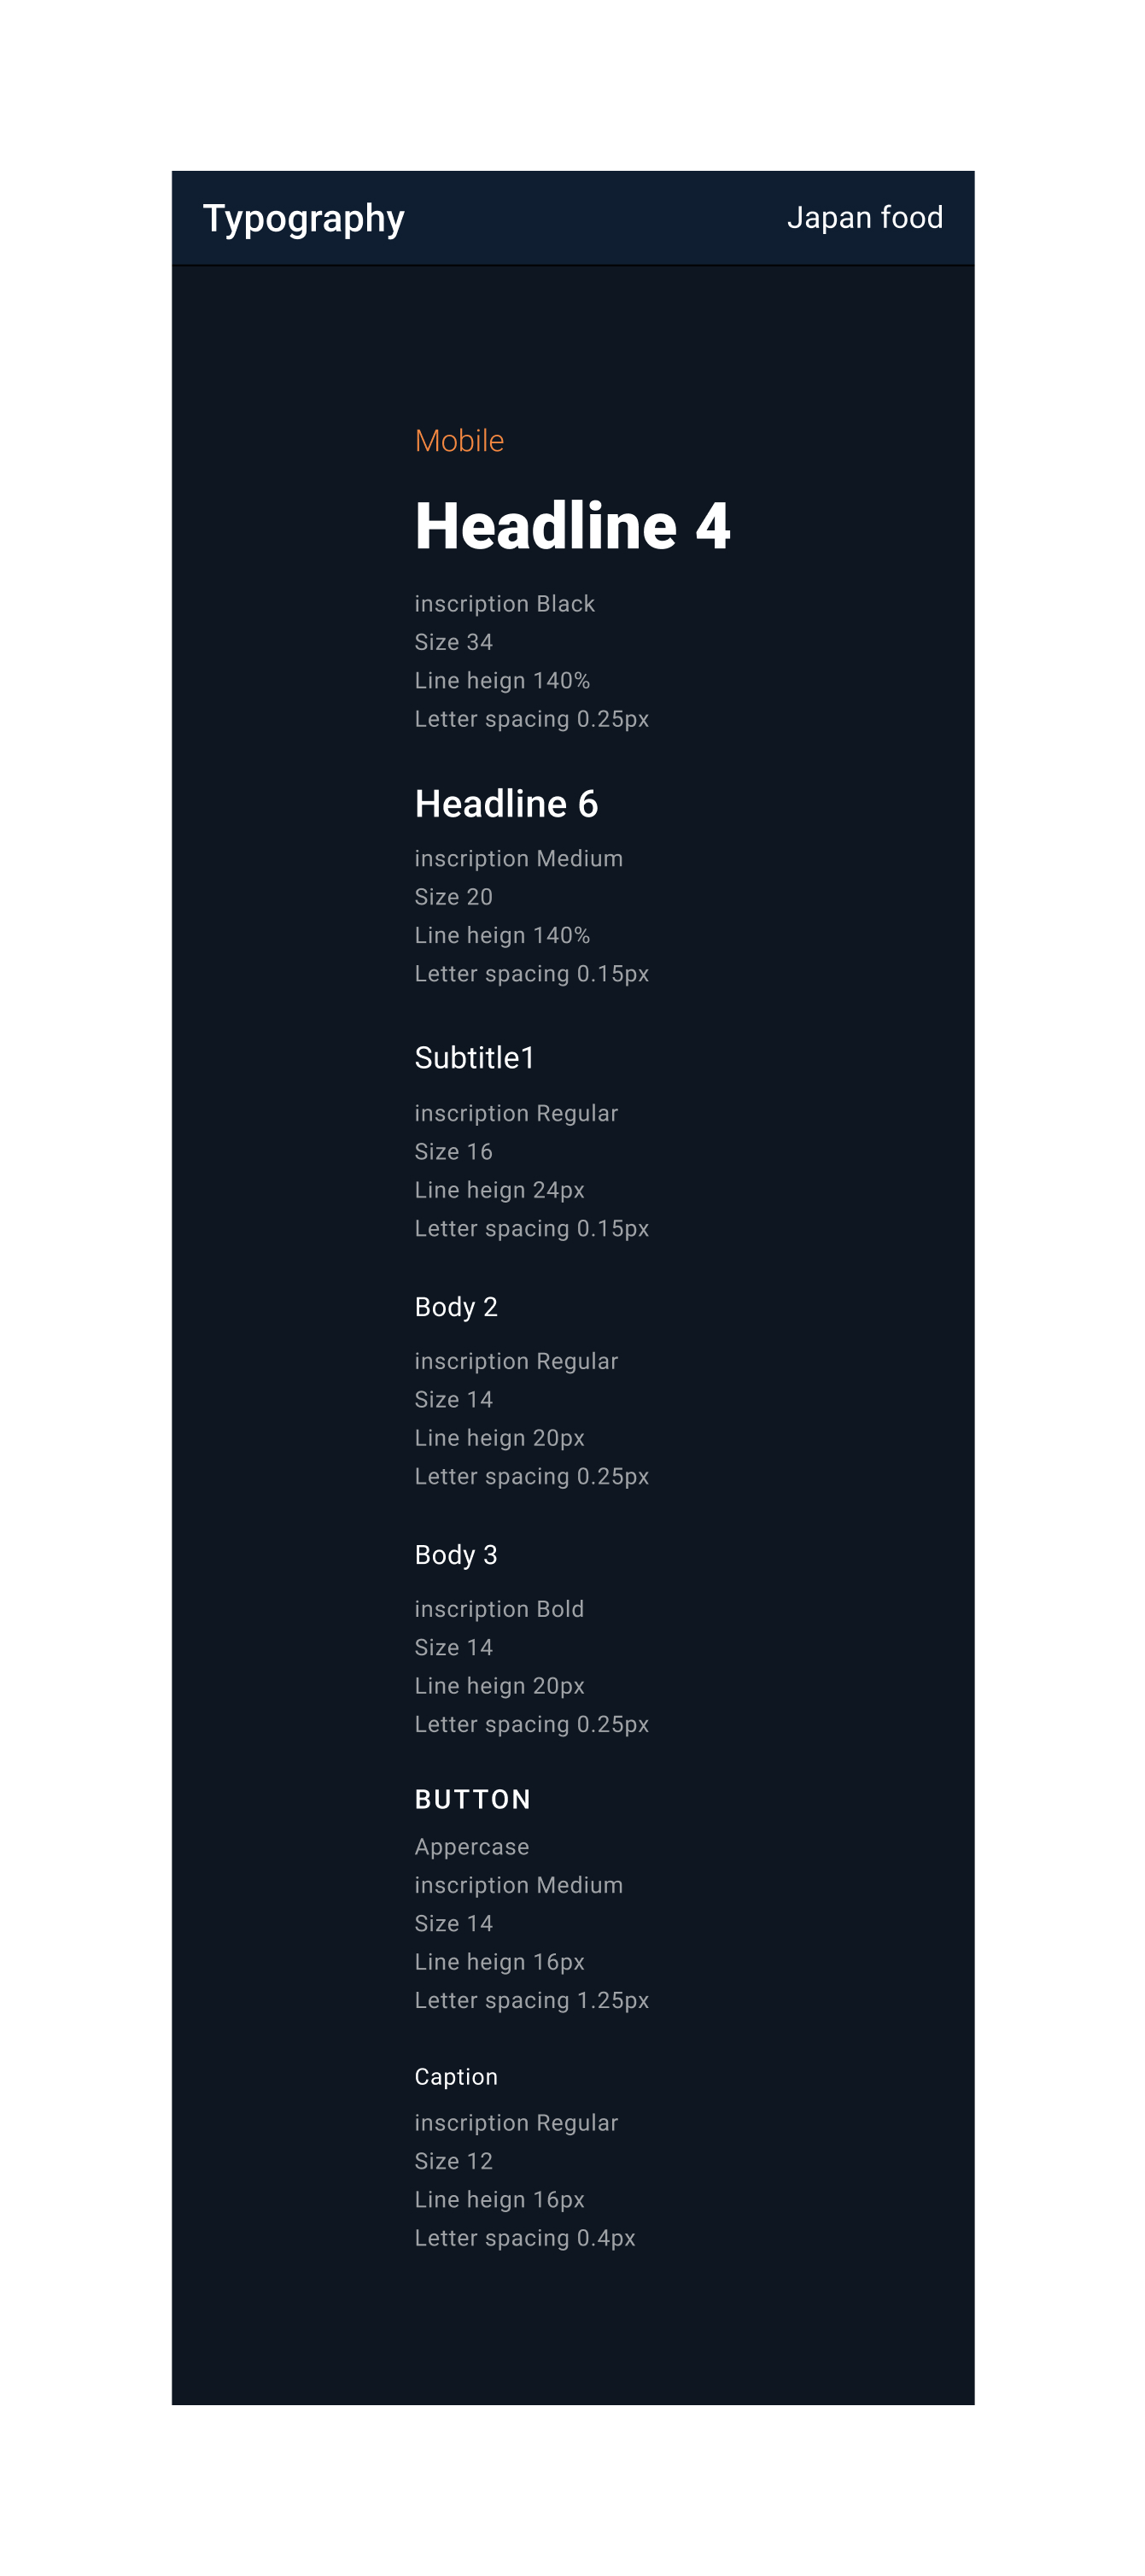 Typography
Japan food
Mobile
Headline 4
inscription Black
Size 34
Line heign 140%
Letter spacing 0.25px
Headline 6
inscription Medium
Size 20
Line heign 140%
Letter spacing 0.15px
Subtitle1
inscription Regular
Size 16
Line heign 24px
Letter spacing 0.15px
Body 2
inscription Regular
Size 14
Line heign 20px
Letter spacing 0.25px
Body 3
inscription Bold
Size 14
Line heign 20px
Letter spacing 0.25px
BUTTON
Appercase
inscription Medium
Size 14
Line heign 16px
Letter spacing 1.25px
Caption
inscription Regular
Size 12
Line heign 16px
Letter spacing 0.4px